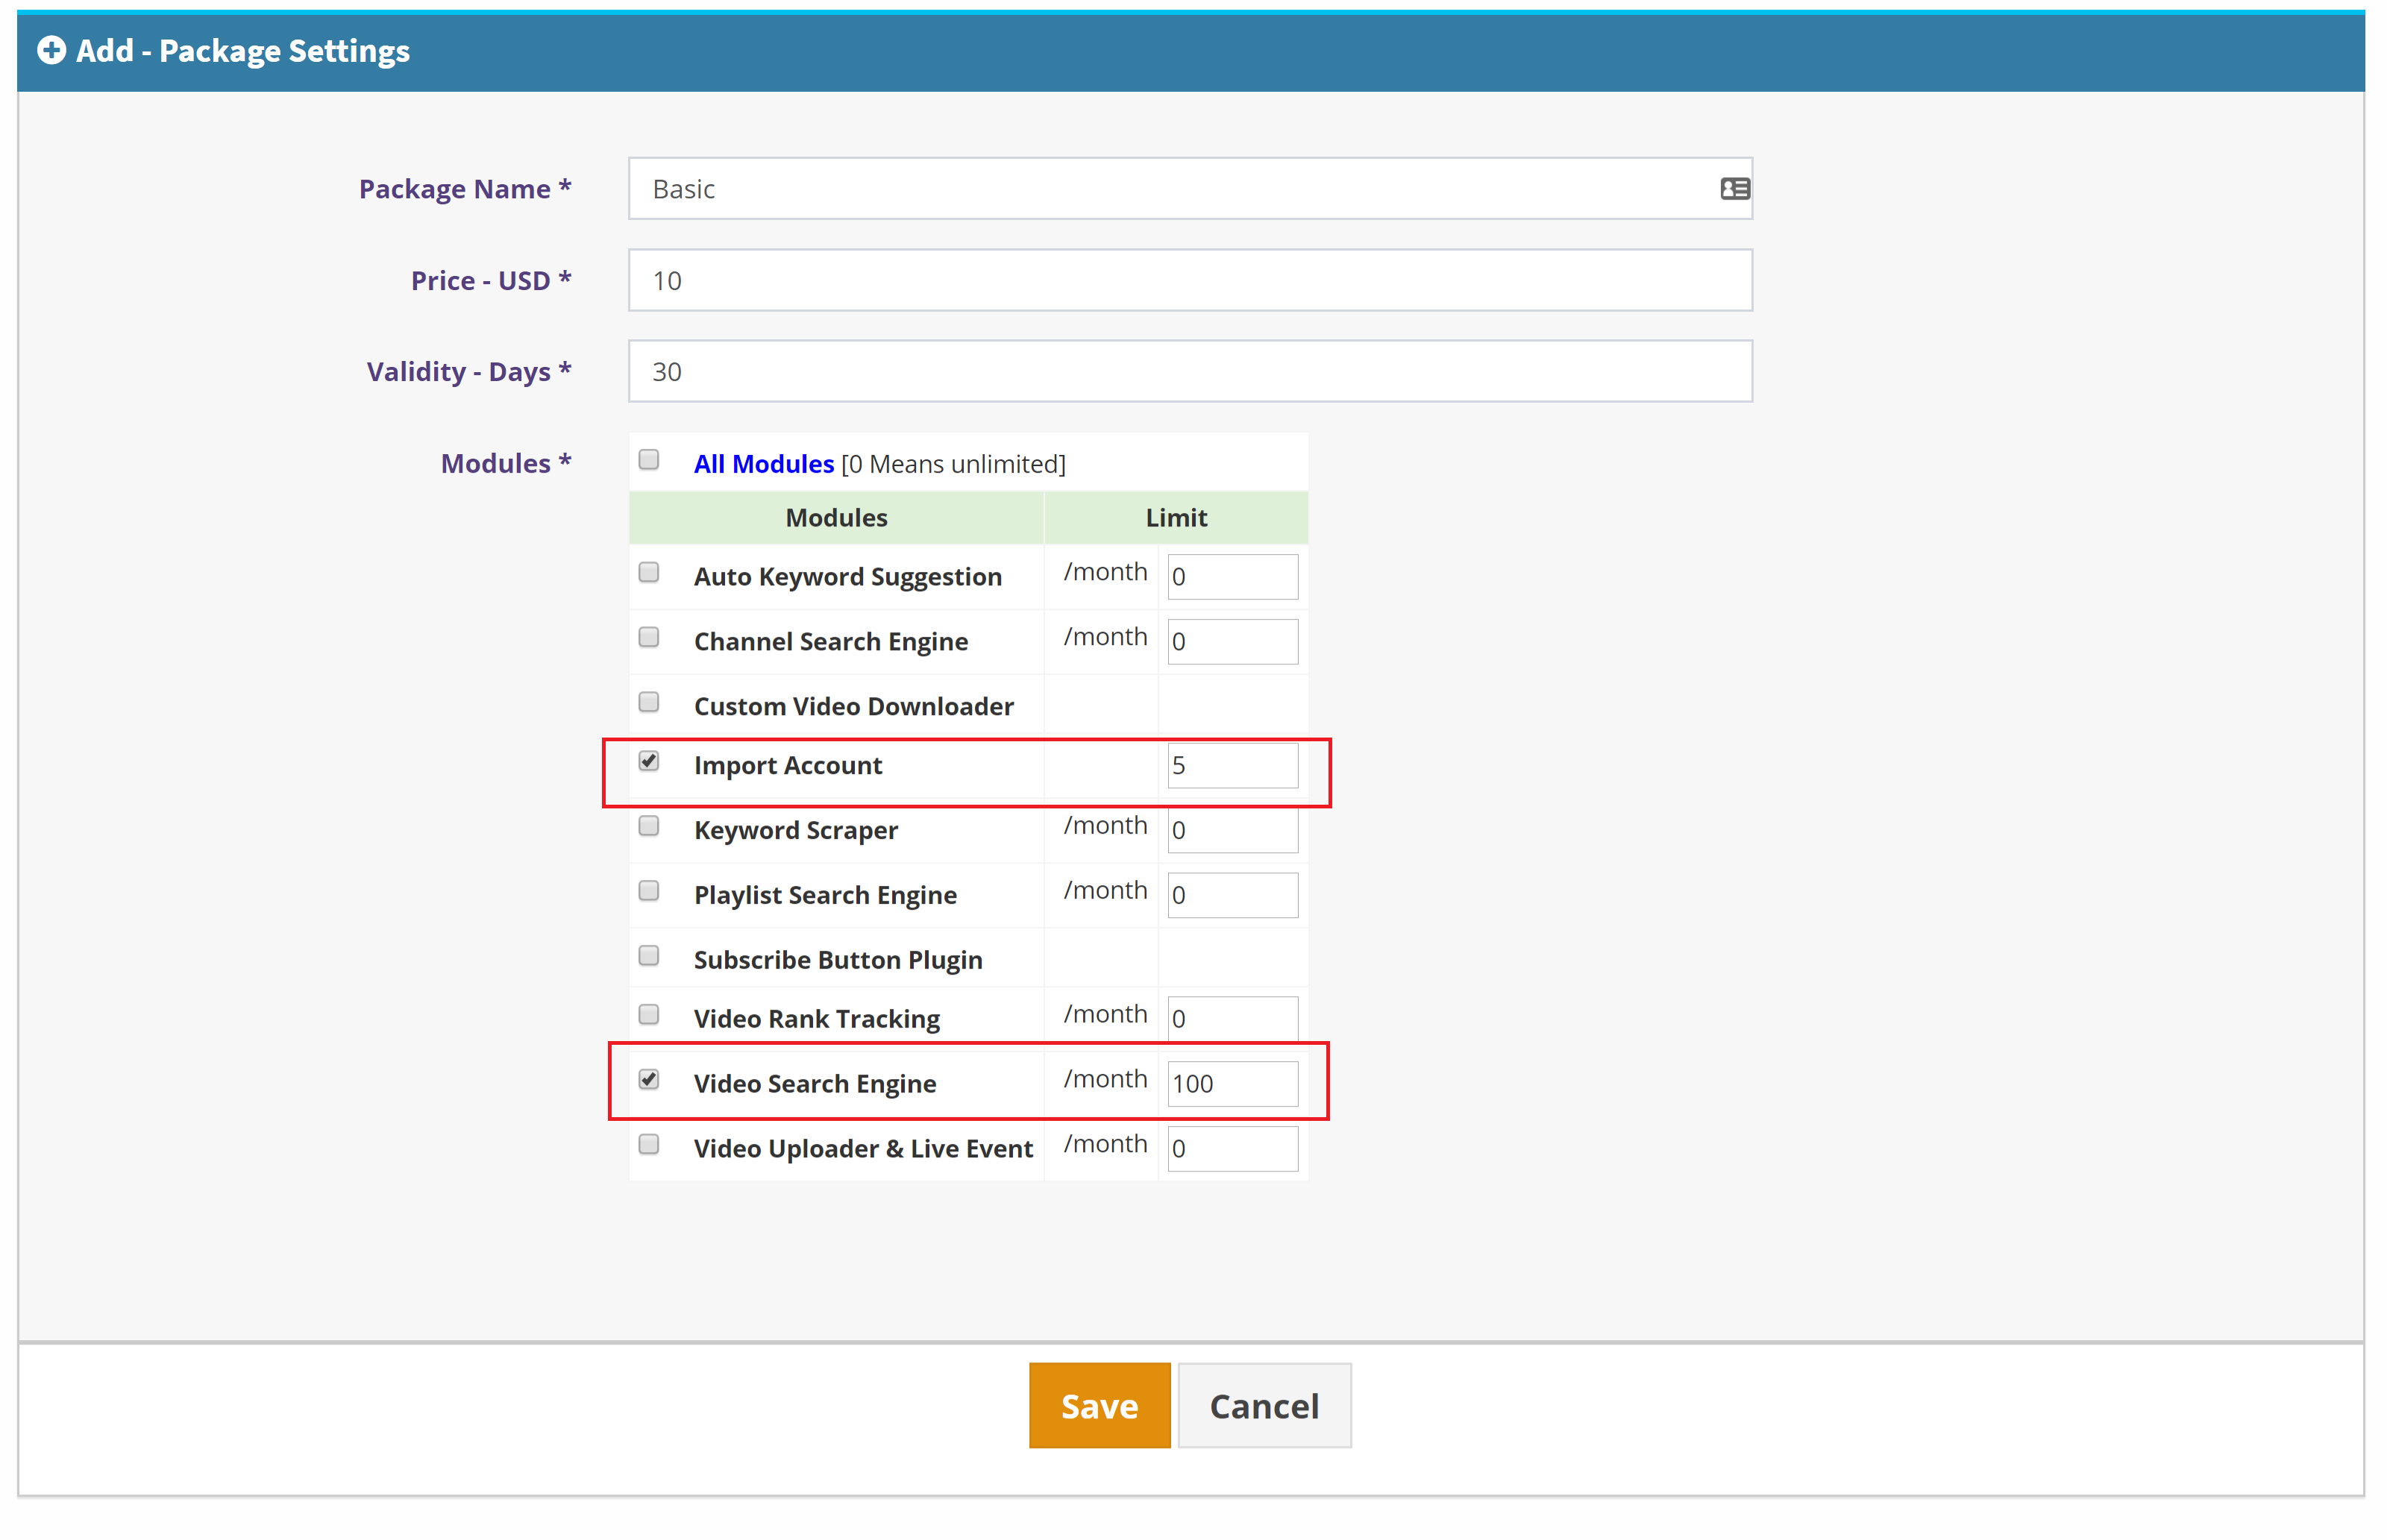 Add - Package Settings
Package Name * Basic
Price - USD * 10
Validity - Days * 30
Modules * All Modules [0 Means unlimited]
Modules Limit
Auto Keyword Suggestion /month 0
Channel Search Engine /month 0
Custom Video Downloader
Import Account 5
Keyword Scraper /month 0
Playlist Search Engine /month 0
Subscribe Button Plugin
Video Rank Tracking /month 0
Video Search Engine /month 100
Video Uploader & Live Event /month 0
Save Cancel